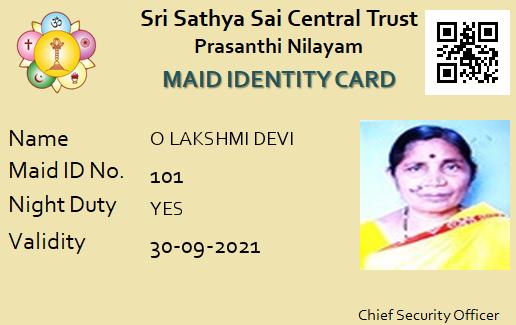 Sri Sathya Sai Central Trust
Prasanthi Nilayam
MAID IDENTITY CARD
Name O LAKSHMI DEVI
Maid ID No. 101
Night Duty YES
Validity 30-09-2021
Chief Security Officer